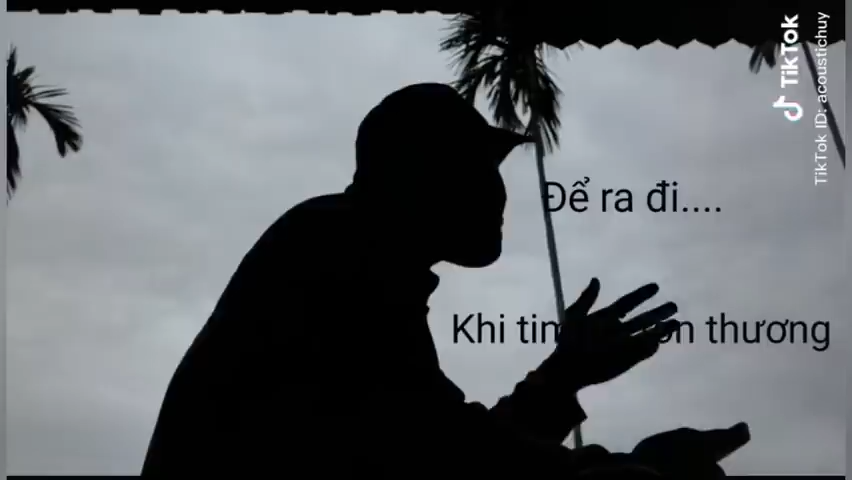 Để ra đi....
Khi tim thương
TikTok
TikTok ID: acoustichuy